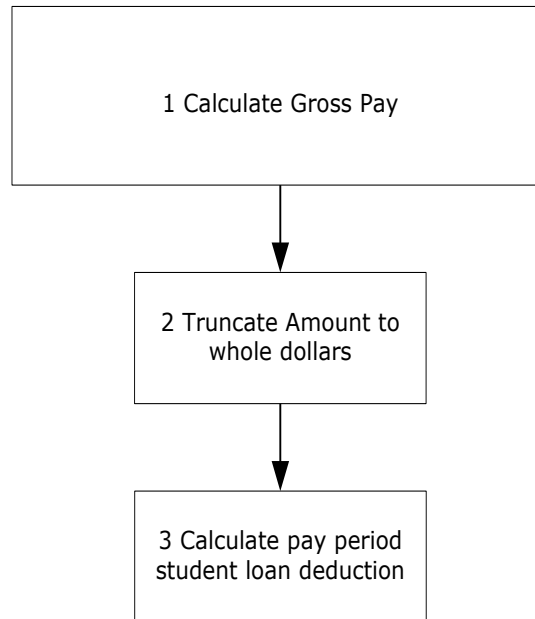 1 Calculate Gross Pay
2 Truncate Amount to
whole dollars
3 Calculate pay period
student loan deduction